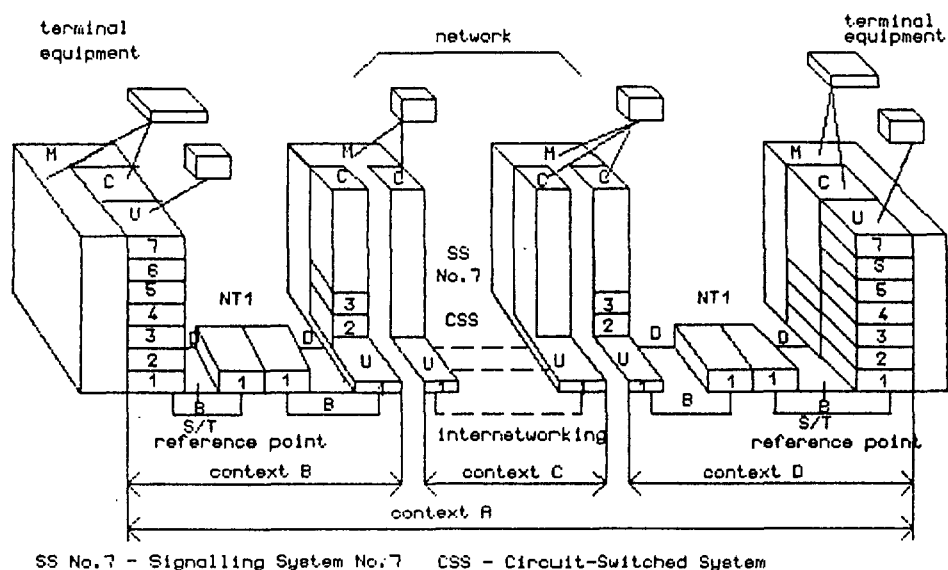 terminal
equipment
network
terminal
equipment
M
C
U
7
6
5
4
3
2
1
NT1
D
D
1
1
B
B
S/T
reference point
M
C
C
3
2
U
U
1
1
SS
No.7
CSS
internetworking
M
C
C
3
2
U
U
1
1
NT1
D
D
1
1
B
B
S/T
reference point
M
C
U
7
S
5
4
3
2
1
context B
context C
context D
context A
SS No.7 - Signalling System No.7 CSS - Circuit-Switched System